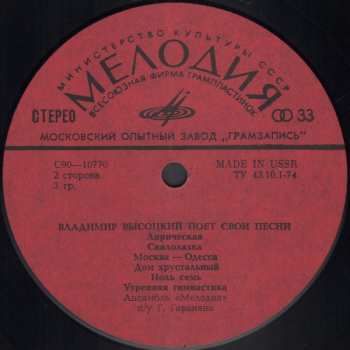 МИНИСТЕРСТВО КУЛЬТУРЫ СССР
МЕЛОДИЯ
ВСЕСОЮЗНАЯ ФИРМА ГРАМПЛАСТИНОК
СТЕРЕО
33
МОСКОВСКИЙ ОПЫТНЫЙ ЗАВОД „ГРАМЗАПИСЬ"
С90—10770
2 сторона
3 гр.
MADE IN USSR
ТУ 43.10.1-74
ВЛАДИМИР ВЫСОЦКИЙ ПОЕТ СВОИ ПЕСНИ
Лирическая
Скалолазка
Москва — Одесса
Дом хрустальный
Ноль семь
Утренняя гимнастика
Ансамбль «Мелодия»
п/у Г. Гараняна